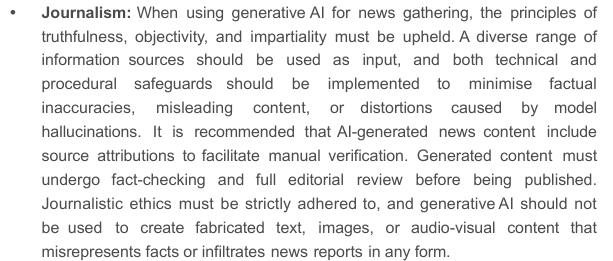 • Journalism: When using generative AI for news gathering, the principles of
truthfulness, objectivity, and impartiality must be upheld. A diverse range of
information sources should be used as input, and both technical and
procedural safeguards should be implemented to minimise factual
inaccuracies, misleading content, or distortions caused by model
hallucinations. It is recommended that AI-generated news content include
source attributions to facilitate manual verification. Generated content must
undergo fact-checking and full editorial review before being published.
Journalistic ethics must be strictly adhered to, and generative AI should not
be used to create fabricated text, images, or audio-visual content that
misrepresents facts or infiltrates news reports in any form.